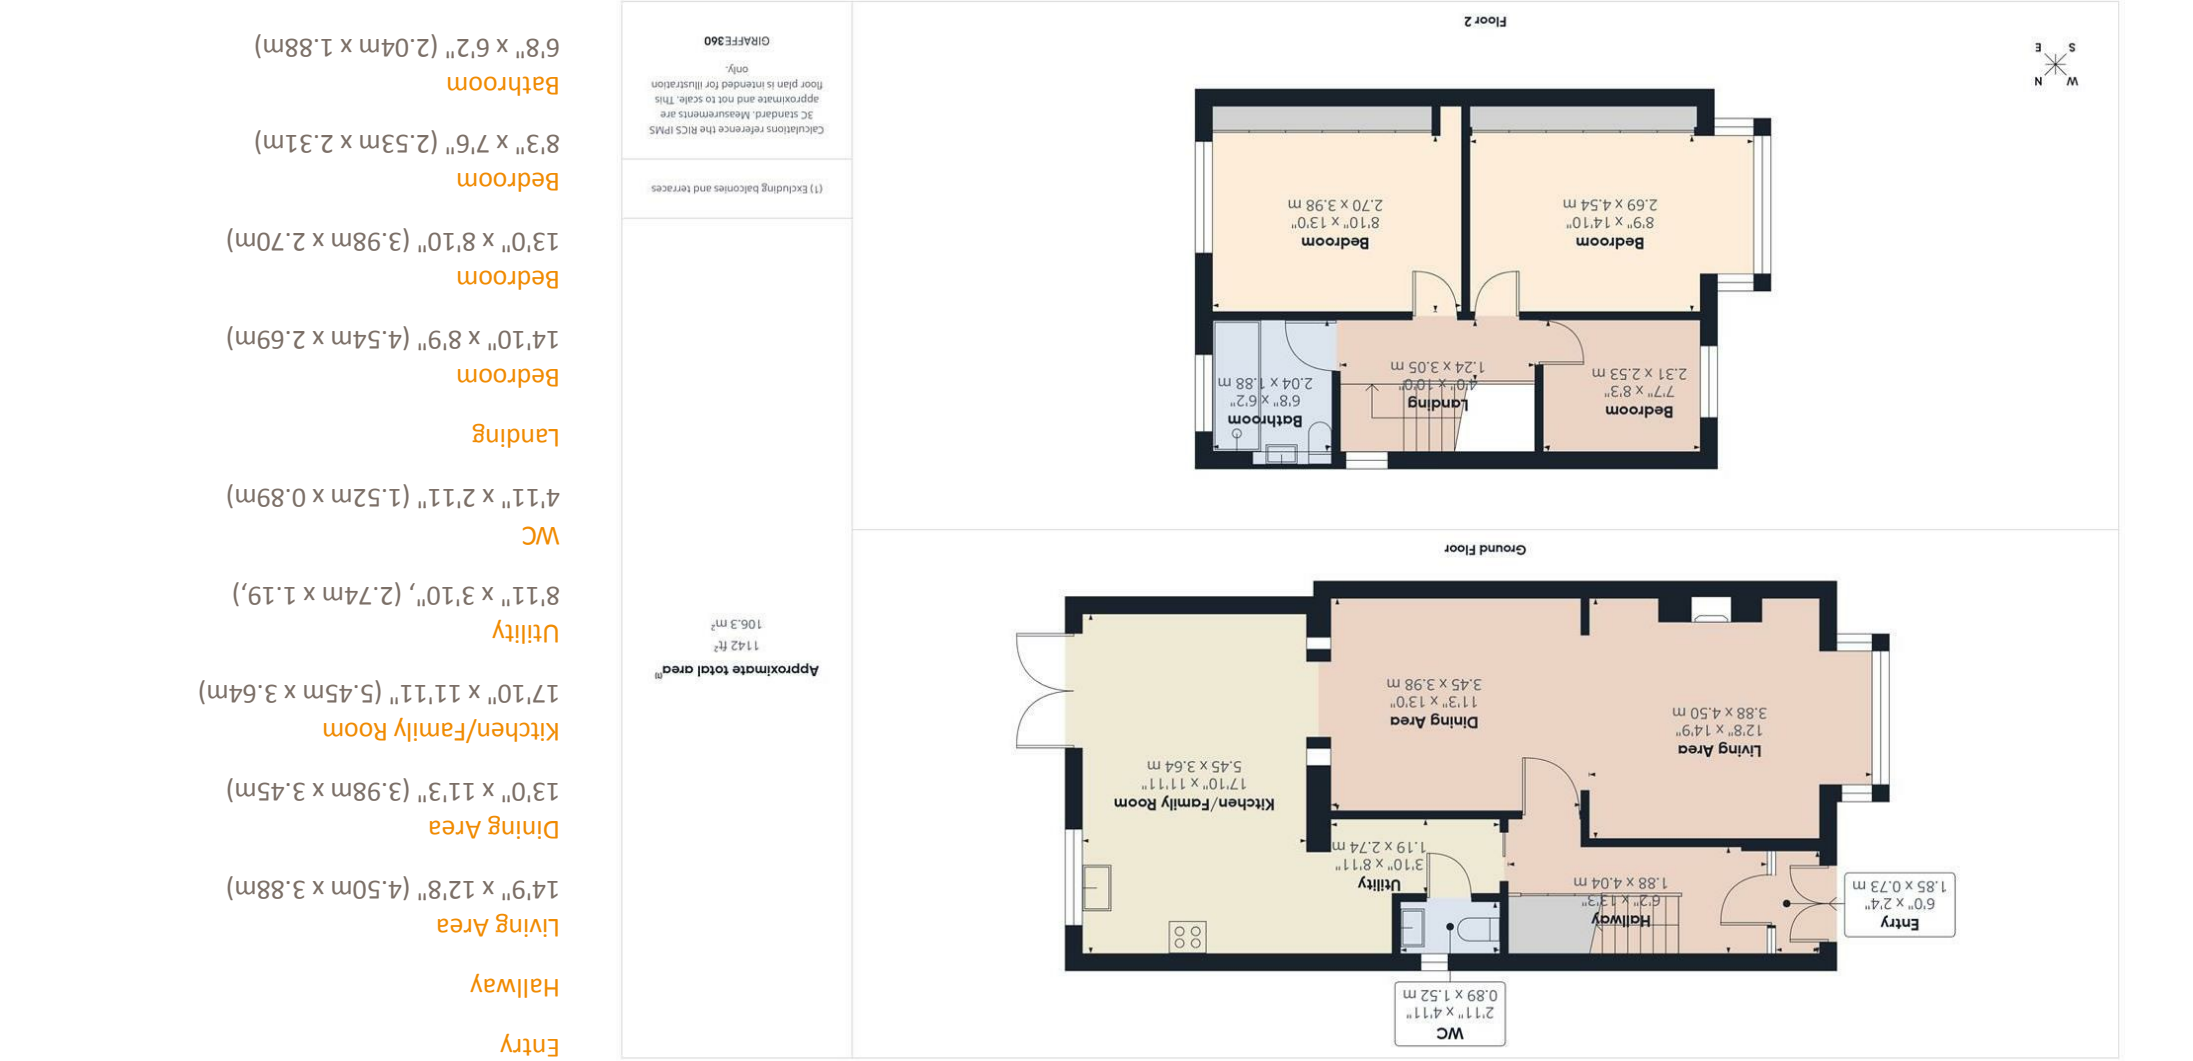 WC
2'11" x 4'11"
0.89 x 1.52 m
Entry
6'0" x 2'4"
1.85 x 0.73 m
Hallway
6'2" x 13'3"
1.88 x 4.04 m
Utility
3'10" x 8'11"
1.19 x 2.74 m
Kitchen/Family Room
17'10" x 11'11"
5.45 x 3.64 m
Living Area
12'8" x 14'9"
3.88 x 4.50 m
Dining Area
11'3" x 13'0"
3.45 x 3.98 m
Ground Floor
Bedroom
7'7" x 8'3"
2.31 x 2.53 m
Landing
4'0" x 10'0"
1.24 x 3.05 m
Bathroom
6'8" x 6'2"
2.04 x 1.88 m
Bedroom
8'9" x 14'10"
2.69 x 4.54 m
Bedroom
8'10" x 13'0"
2.70 x 3.98 m
W N
S E
Floor 2
Approximate total area(1)
1142 ft²
106.3 m²
(1) Excluding balconies and terraces
Calculations reference the RICS IPMS
3C standard. Measurements are
approximate and not to scale. This
floor plan is intended for illustration
only.
GIRAFFE360
Entry
Hallway
Living Area
14'9" x 12'8" (4.50m x 3.88m)
Dining Area
13'0" x 11'3" (3.98m x 3.45m)
Kitchen/Family Room
17'10" x 11'11" (5.45m x 3.64m)
Utility
8'11" x 3'10", (2.74m x 1.19,)
WC
4'11" x 2'11" (1.52m x 0.89m)
Landing
Bedroom
14'10" x 8'9" (4.54m x 2.69m)
Bedroom
13'0" x 8'10" (3.98m x 2.70m)
Bedroom
8'3" x 7'6" (2.53m x 2.31m)
Bathroom
6'8" x 6'2" (2.04m x 1.88m)